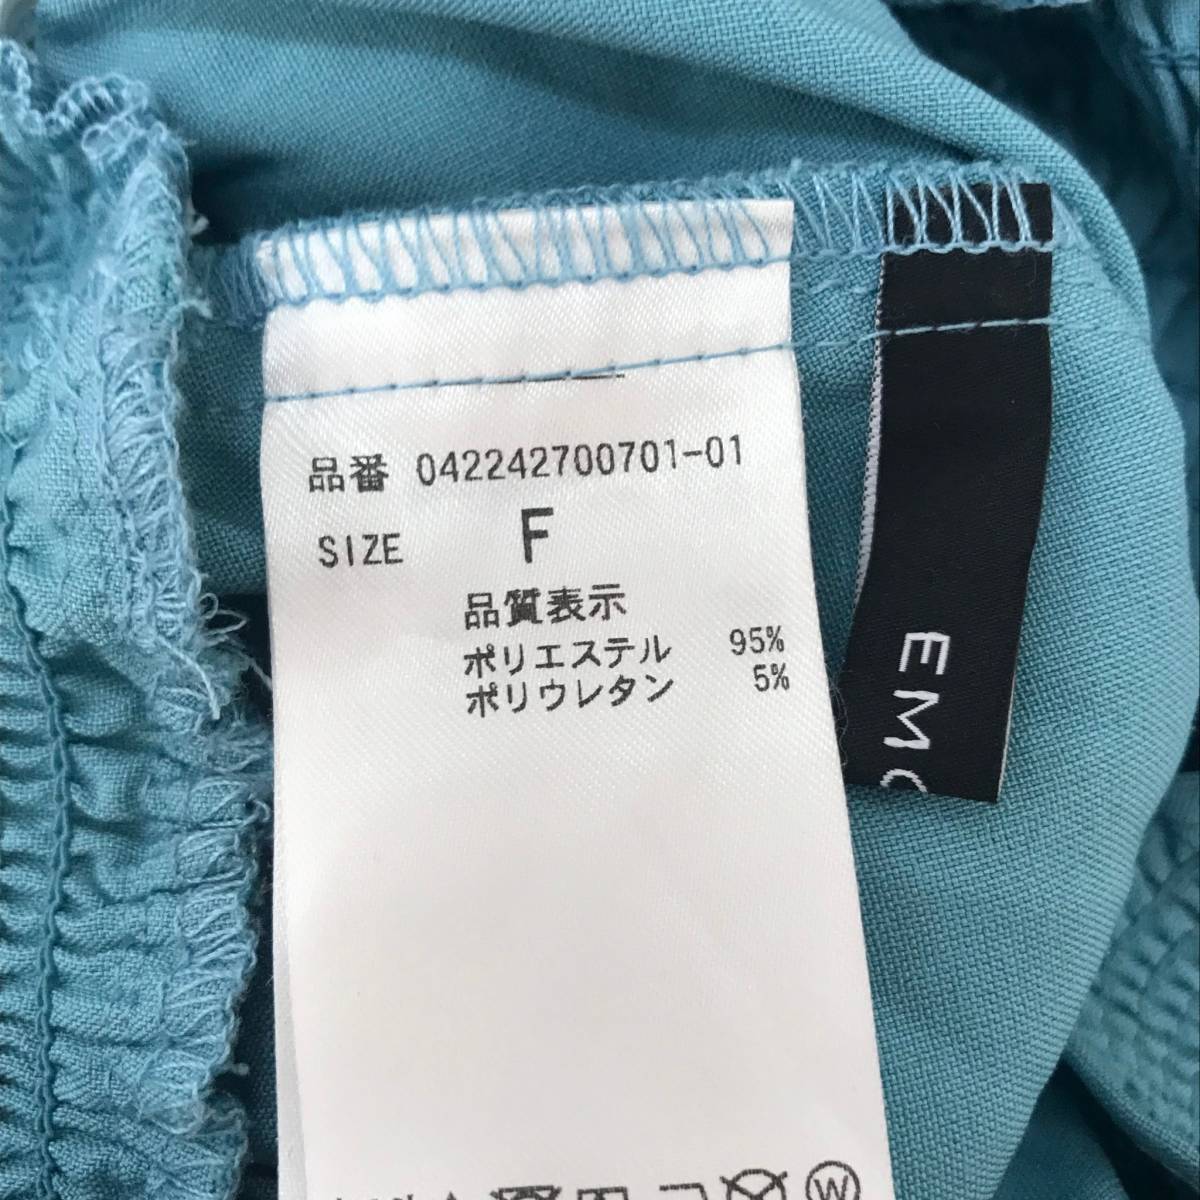 品番 042242700701-01
SIZE F
品質表示
ポリエステル 95%
ポリウレタン 5%
EMO
W